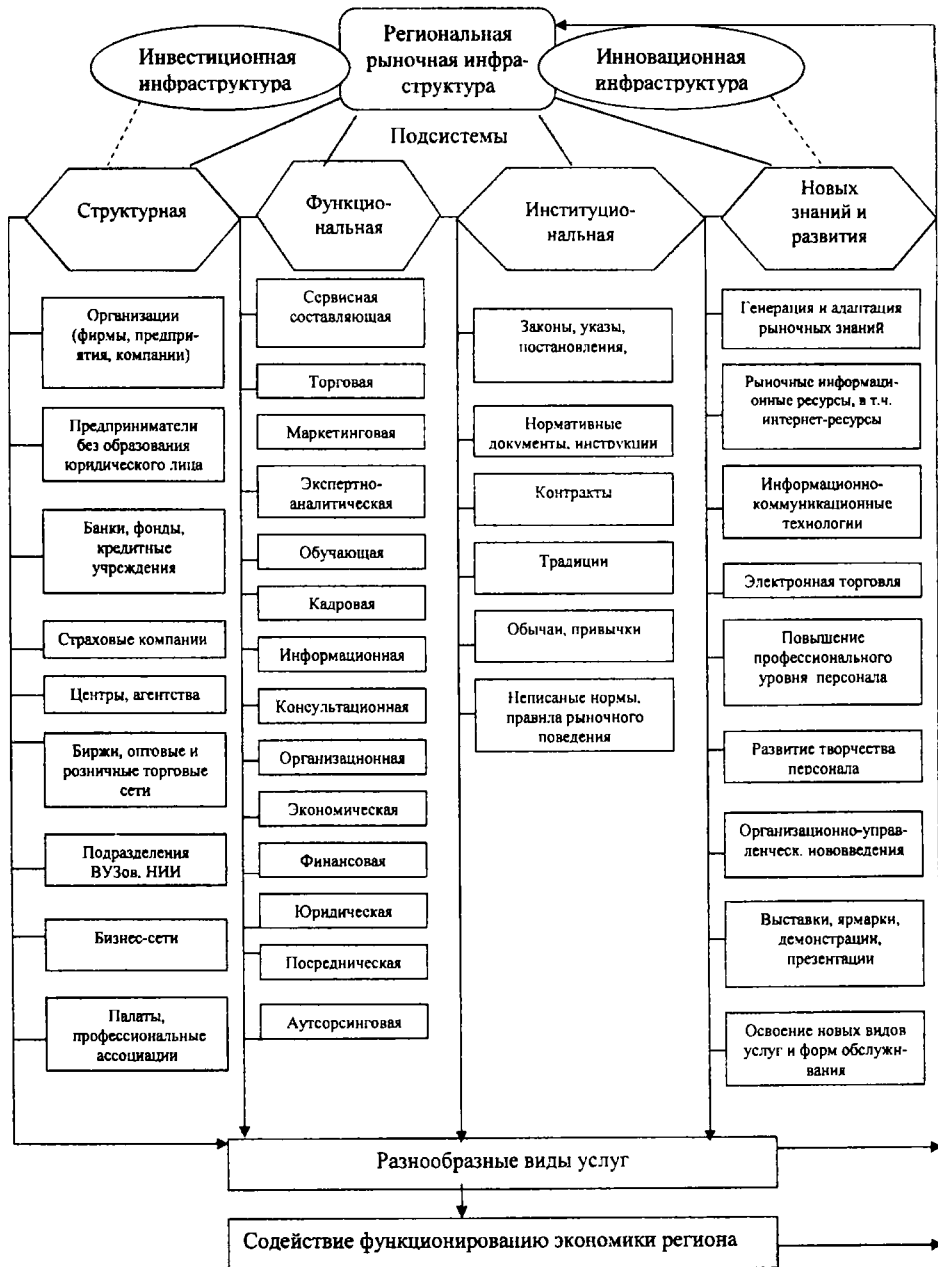 Региональная
рыночная инфра-
структура
Инвестиционная
инфраструктура
Инновационная
инфраструктура
Подсистемы
Структурная
Функцио-
нальная
Институцио-
нальная
Новых
знаний и
развития
Организации
(фирмы, предпри-
ятия, компании)
Предприниматели
без образования
юридического лица
Банки, фонды,
кредитные
учреждения
Страховые компании
Центры, агентства
Биржи, оптовые и
розничные торговые
сети
Подразделения
ВУЗов, НИИ
Бизнес-сети
Палаты,
профессиональные
ассоциации
Сервисная
составляющая
Торговая
Маркетинговая
Экспертно-
аналитическая
Обучающая
Кадровая
Информационная
Консультационная
Организационная
Экономическая
Финансовая
Юридическая
Посредническая
Аутсорсинговая
Законы, указы,
постановления,
Нормативные
документы, инструкции
Контракты
Традиции
Обычаи, привычки
Неписаные нормы,
правила рыночного
поведения
Генерация и адаптация
рыночных знаний
Рыночные информаци-
онные ресурсы, в т.ч.
интернет-ресурсы
Информационно-
коммуникационные
технологии
Электронная торговля
Повышение
профессионального
уровня персонала
Развитие творчества
персонала
Организационно-управ-
ленческ. нововведения
Выставки, ярмарки,
демонстрации,
презентации
Освоение новых видов
услуг и форм обслужи-
вания
Разнообразные виды услуг
Содействие функционированию экономики региона